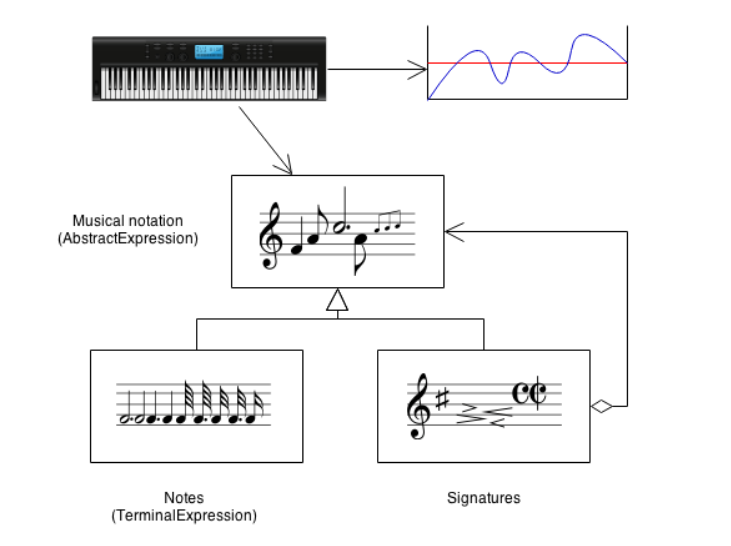 Musical notation
(AbstractExpression)
Notes
(TerminalExpression)
Signatures